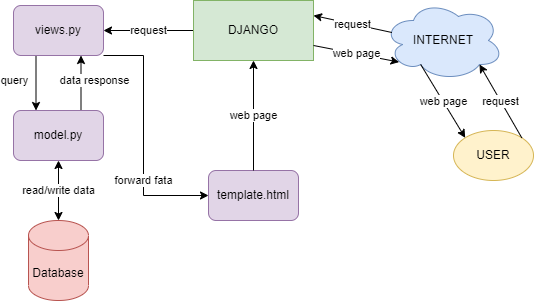 views.py
request
DJANGO
request
INTERNET
web page
query
data response
web page
request
web page
model.py
USER
forward fata
template.html
read/write data
Database